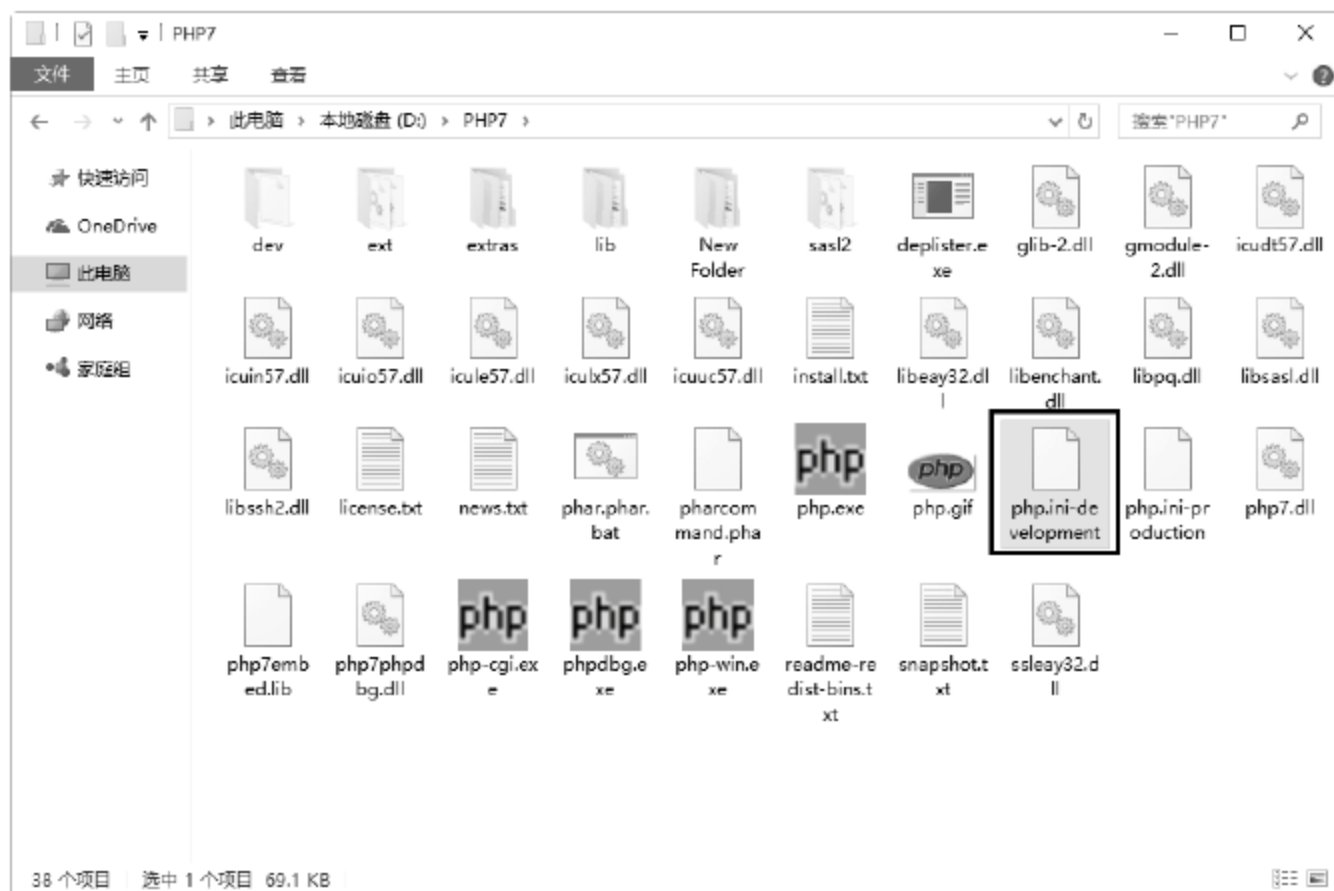 PHP7
文件 主页 共享 查看
此电脑 › 本地磁盘 (D:) › PHP7 ›
搜索"PHP7"
快速访问
OneDrive
此电脑
网络
家庭组
dev ext extras lib New sasl2 deplister.e glib-2.dll gmodule- icudt57.dll
Folder xe 2.dll
icuin57.dll icuio57.dll icule57.dll iculx57.dll icuuc57.dll install.txt libeay32.dl libenchant. libpq.dll libsasl.dll
l dll
libssh2.dll license.txt news.txt phar.phar. pharcom php.exe php.gif php.ini-de php.ini-pr php7.dll
bat mand.pha velopment oduction
r
php7emb php7phpd php-cgi.ex phpdbg.e php-win.e readme-re snapshot.t ssleay32.d
ed.lib bg.dll e xe xe dist-bins.t xt ll
xt
38 个项目 选中 1 个项目 69.1 KB